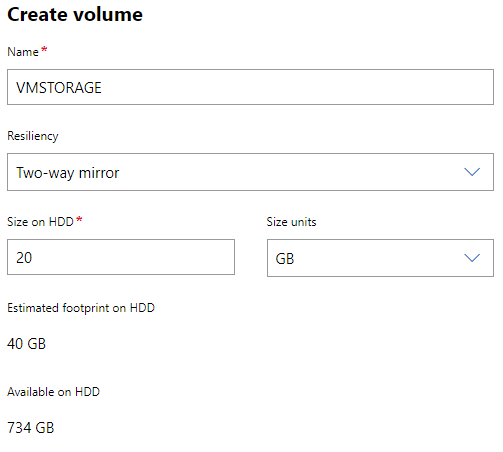 Create volume
Name*
VMSTORAGE
Resiliency
Two-way mirror
Size on HDD* Size units
20 GB
Estimated footprint on HDD
40 GB
Available on HDD
734 GB